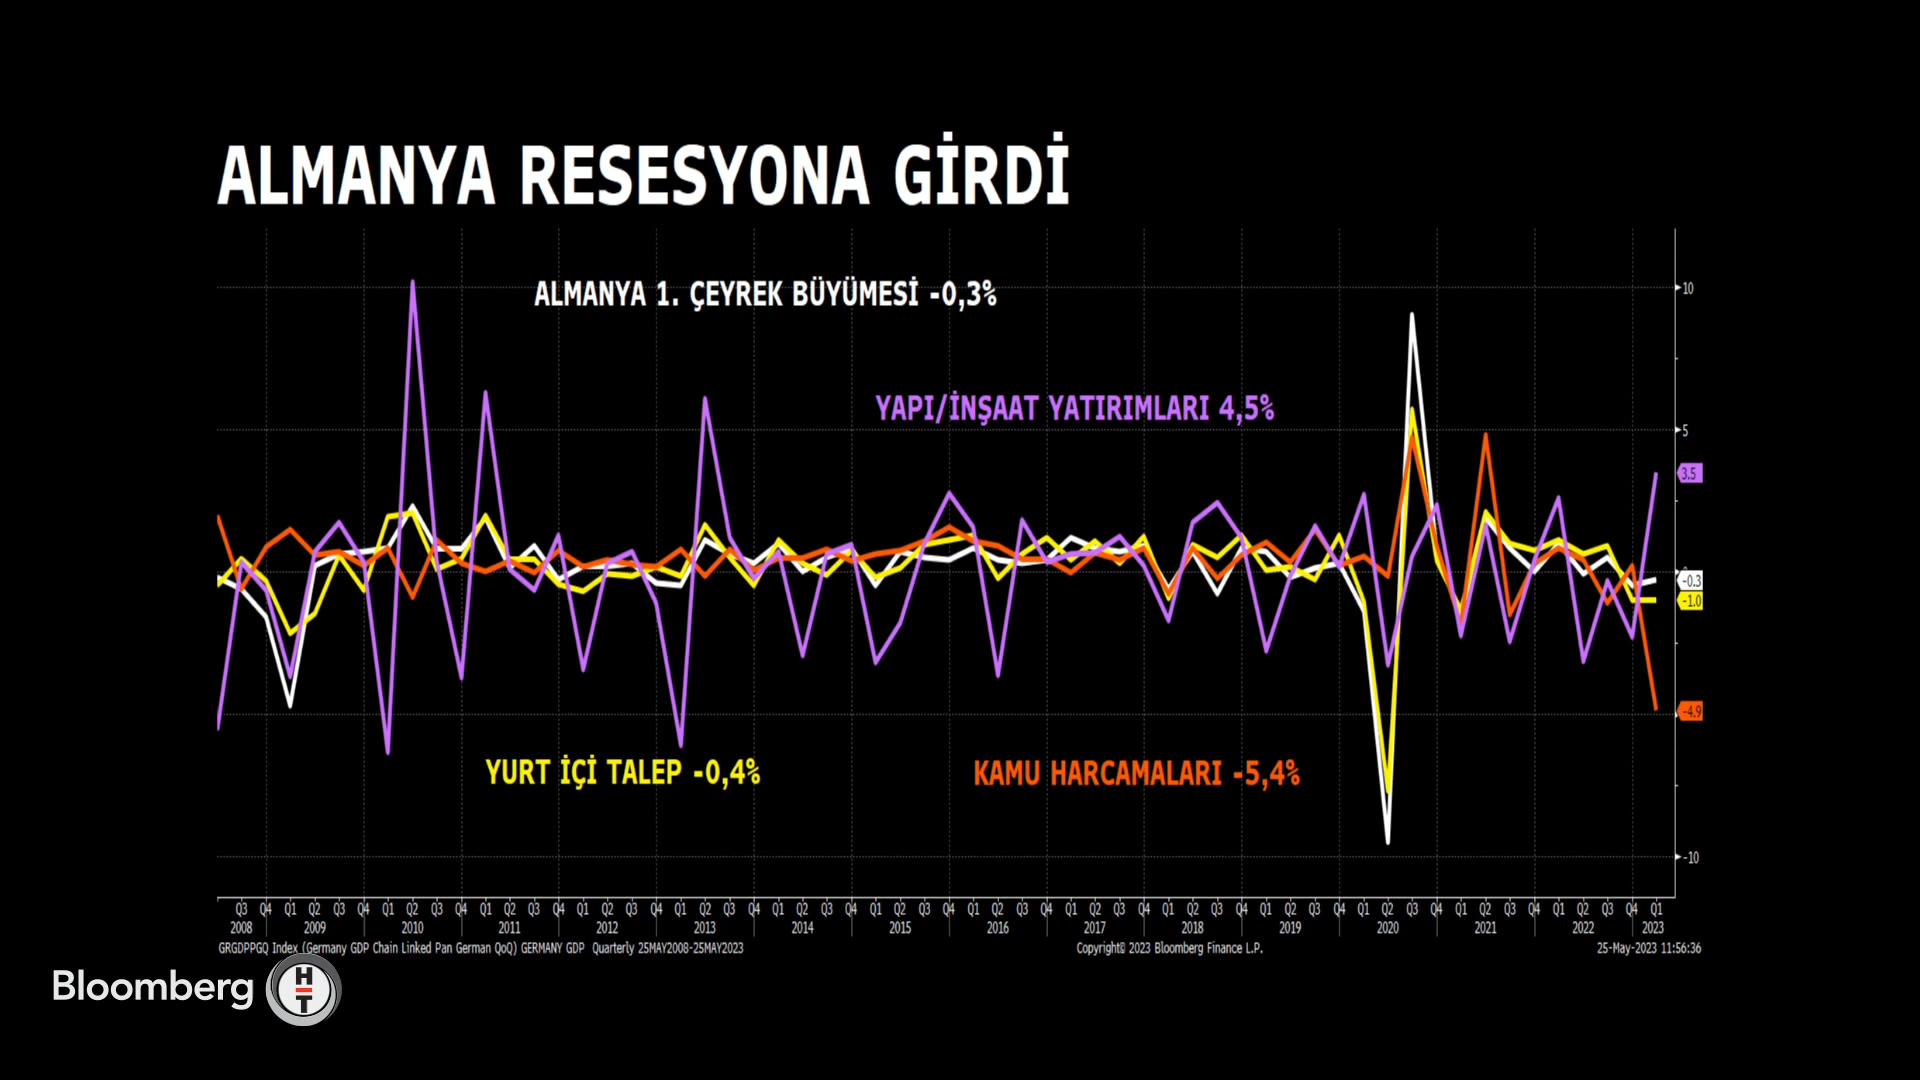 ALMANYA RESESYONA GİRDİ
ALMANYA 1. ÇEYREK BÜYÜMESİ -0,3%
10
YAPI/İNŞAAT YATIRIMLARI 4,5%
5
3.5
-0.3
-1.0
-4.9
YURT İÇİ TALEP -0,4%
KAMU HARCAMALARI -5,4%
-10
Q3 Q4 Q1 Q2 Q3 Q4 Q1 Q2 Q3 Q4 Q1 Q2 Q3 Q4 Q1 Q2 Q3 Q4 Q1 Q2 Q3 Q4 Q1 Q2 Q3 Q4 Q1 Q2 Q3 Q4 Q1 Q2 Q3 Q4 Q1 Q2 Q3 Q4 Q1 Q2 Q3 Q4 Q1 Q2 Q3 Q4 Q1 Q2 Q3 Q4 Q1 Q2 Q3 Q4 Q1 Q2 Q3 Q4 Q1
2008 2009 2010 2011 2012 2013 2014 2015 2016 2017 2018 2019 2020 2021 2022 2023
GRGDPPGQ Index (Germany GDP Chain Linked Pan German QoQ) GERMANY GDP Quarterly 25MAY2008-25MAY2023
Copyright© 2023 Bloomberg Finance L.P.
25-May-2023 11:56:36
Bloomberg HT